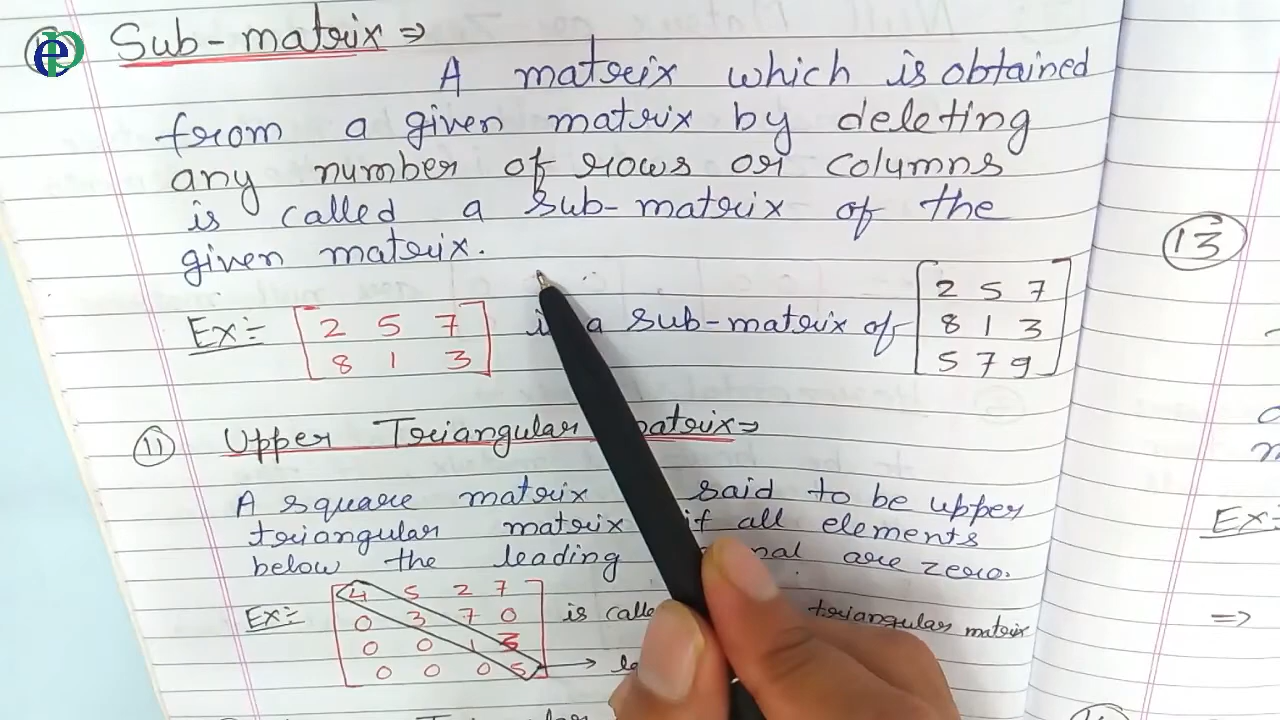 Sub-matrix ⇒
A matrix which is obtained
from a given matrix by deleting
any number of rows or columns
is called a sub-matrix of the
given matrix.
13
Ex:- [2 5 7 is a sub-matrix of [2 5 7
8 1 3] 8 1 3
5 7 9]
11 Upper Triangular matrix ⇒
A square matrix said to be upper
triangular matrix if all elements
below the leading are zero.
Ex:- [4 5 2 7
0 3 7 0 is triangular matrix
0 0 1 3
0 0 0 5] →
Ex:-
⇒